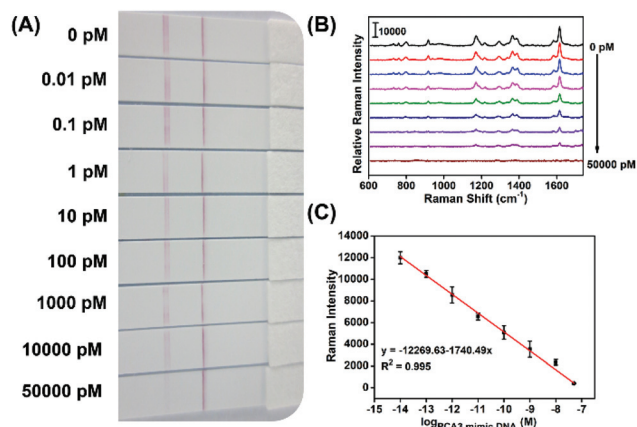 (A)
0 pM
0.01 pM
0.1 pM
1 pM
10 pM
100 pM
1000 pM
10000 pM
50000 pM
(B)
10000
0 pM
50000 pM
Relative Raman Intensity
600 800 1000 1200 1400 1600
Raman Shift (cm⁻¹)
(C)
14000
12000
10000
8000
6000
4000
2000
0
Raman Intensity
y = -12269.63-1740.49x
R² = 0.995
-15 -14 -13 -12 -11 -10 -9 -8 -7
log PCA3 mimic DNA (M)